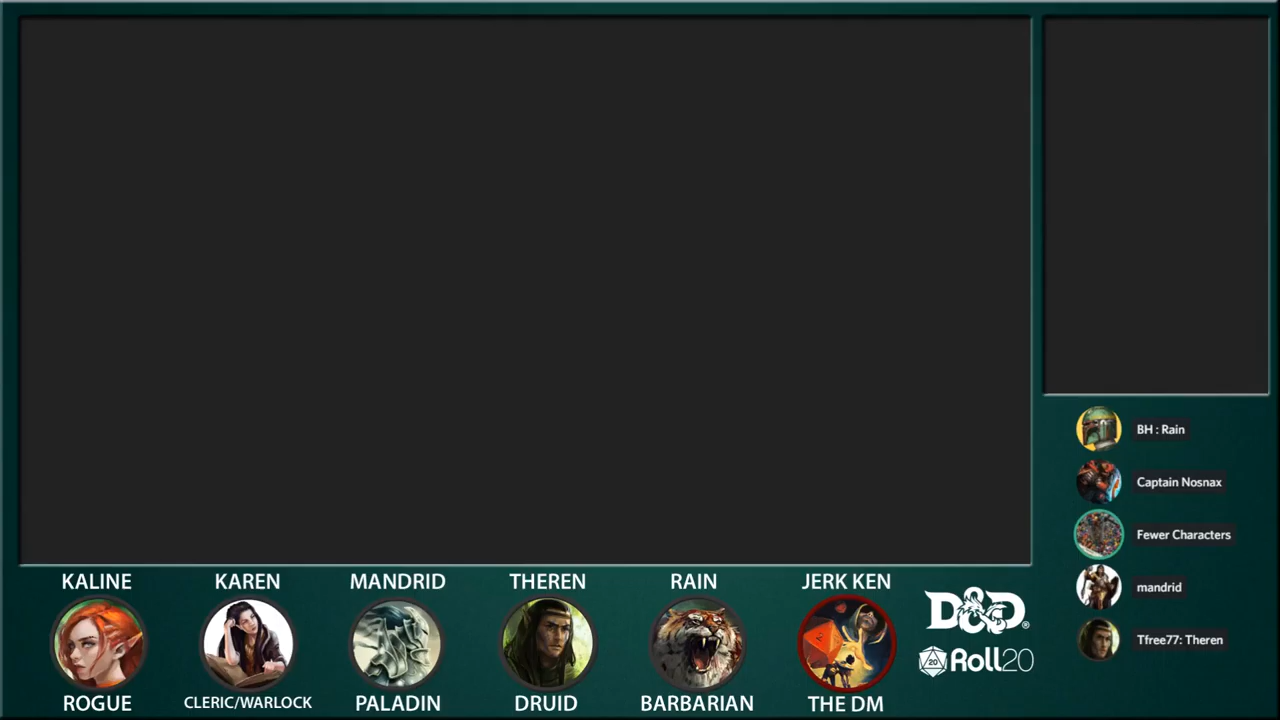 BH : Rain
Captain Nosnax
Fewer Characters
mandrid
Tfree77: Theren
KALINE KAREN MANDRID THEREN RAIN JERK KEN
D&D®
20 Roll20
ROGUE CLERIC/WARLOCK PALADIN DRUID BARBARIAN THE DM